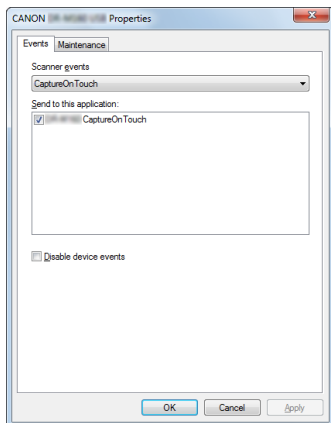 CANON Properties
Events Maintenance
Scanner events
CaptureOnTouch
Send to this application:
CaptureOnTouch
Disable device events
OK Cancel Apply